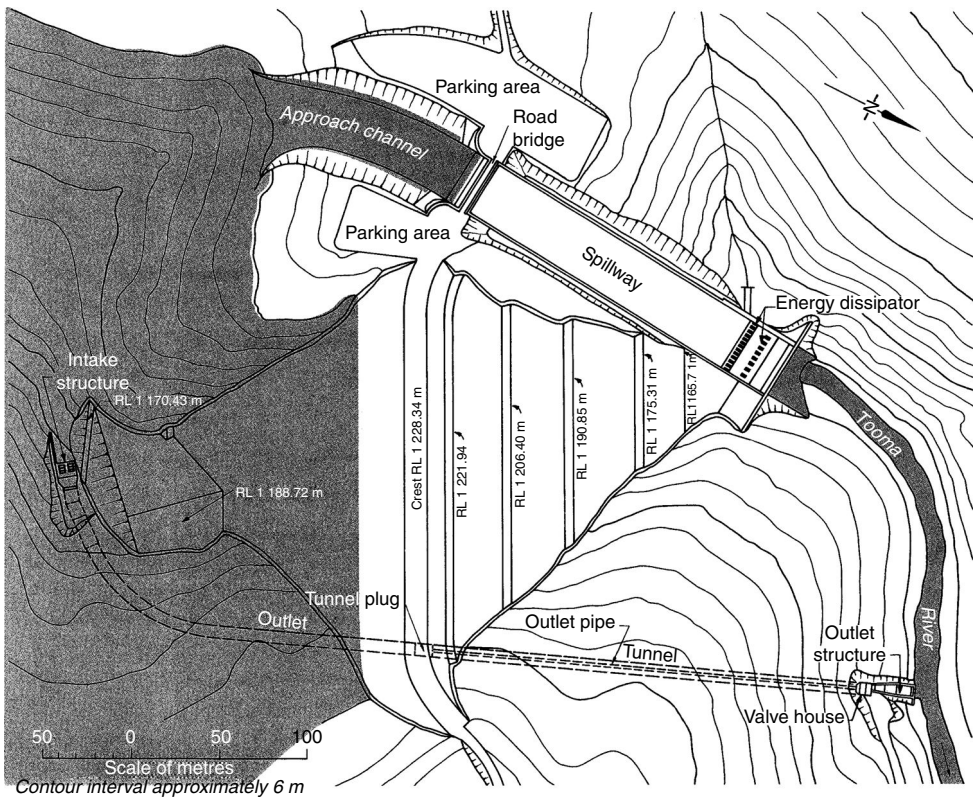 Parking area
Road
bridge
Approach channel
N
Parking area
Spillway
Energy dissipator
Intake
structure
RL 1 170.43 m
RL 1 188.72 m
Crest RL 1 228.34 m
RL 1 221.94 m
RL 1 206.40 m
RL 1 190.85 m
RL 1 175.31 m
RL1165.7 1m
Tooma
River
Tunnel plug
Outlet
Outlet pipe
Tunnel
Outlet
structure
Valve house
50 0 50 100
Scale of metres
Contour interval approximately 6 m